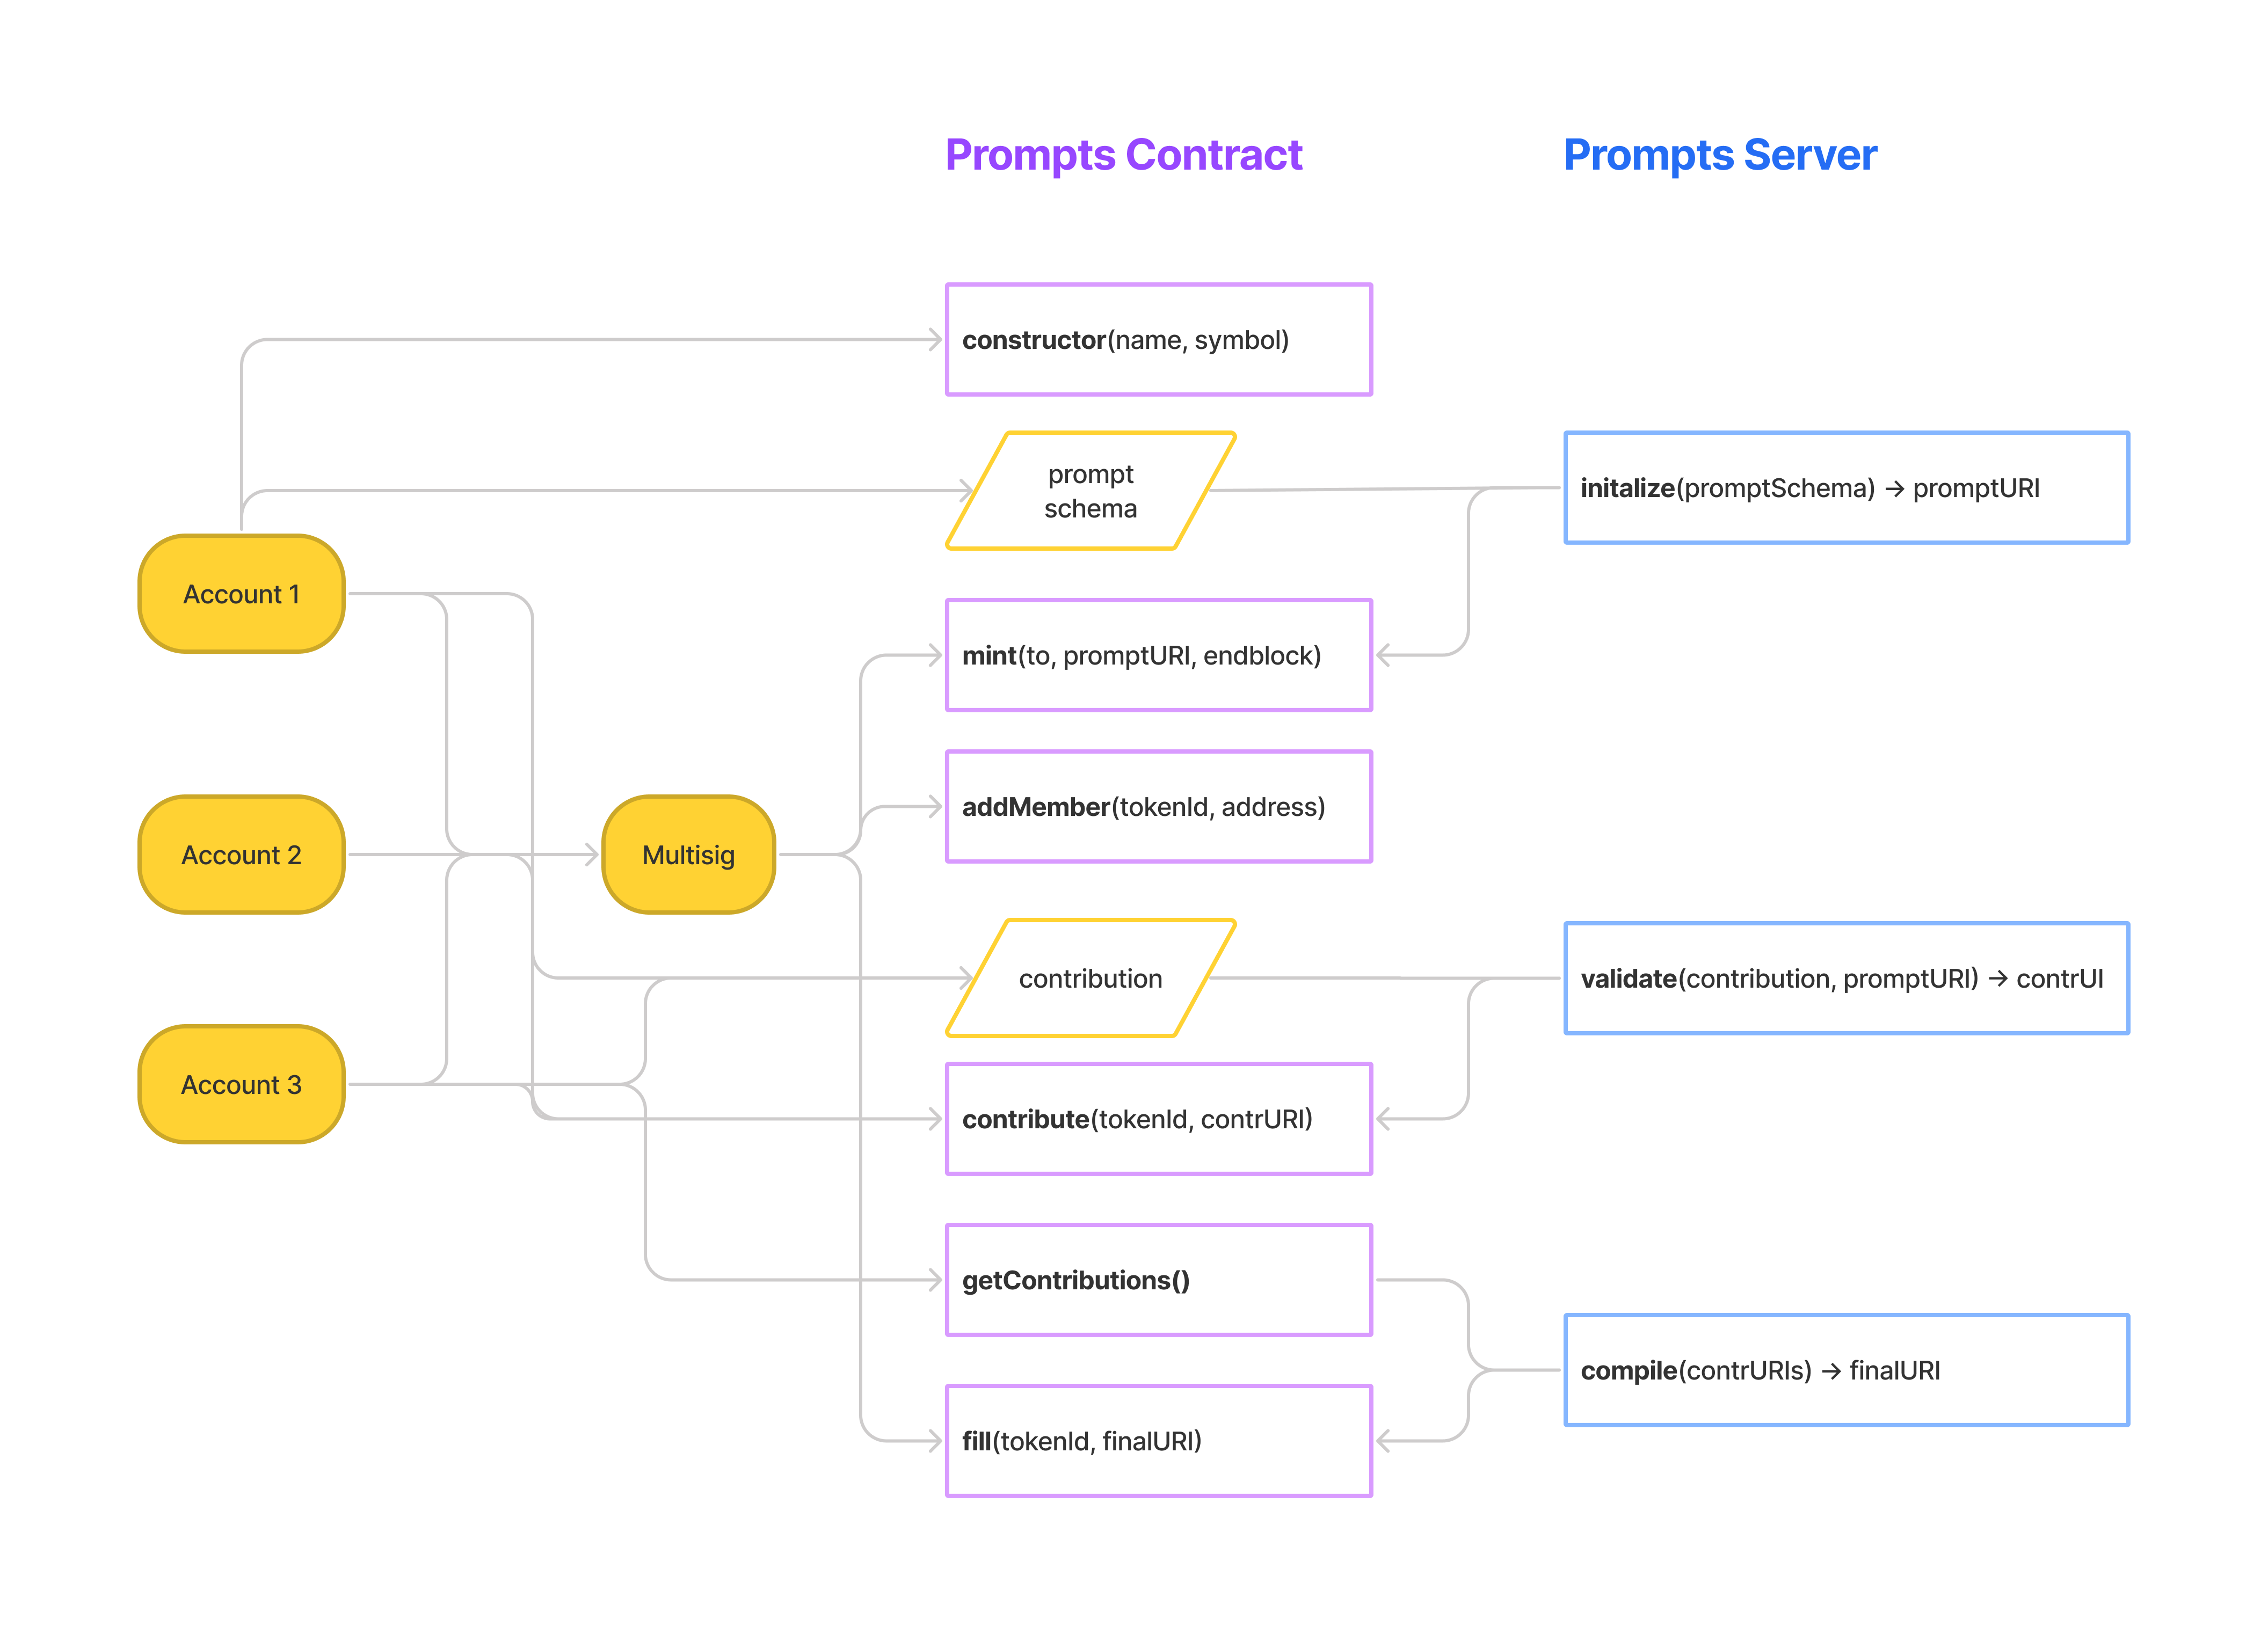 Prompts Contract
Prompts Server
constructor(name, symbol)
prompt
schema
initalize(promptSchema) → promptURI
Account 1
mint(to, promptURI, endblock)
addMember(tokenId, address)
Account 2
Multisig
contribution
validate(contribution, promptURI) → contrUI
Account 3
contribute(tokenId, contrURI)
getContributions()
compile(contrURIs) → finalURI
fill(tokenId, finalURI)